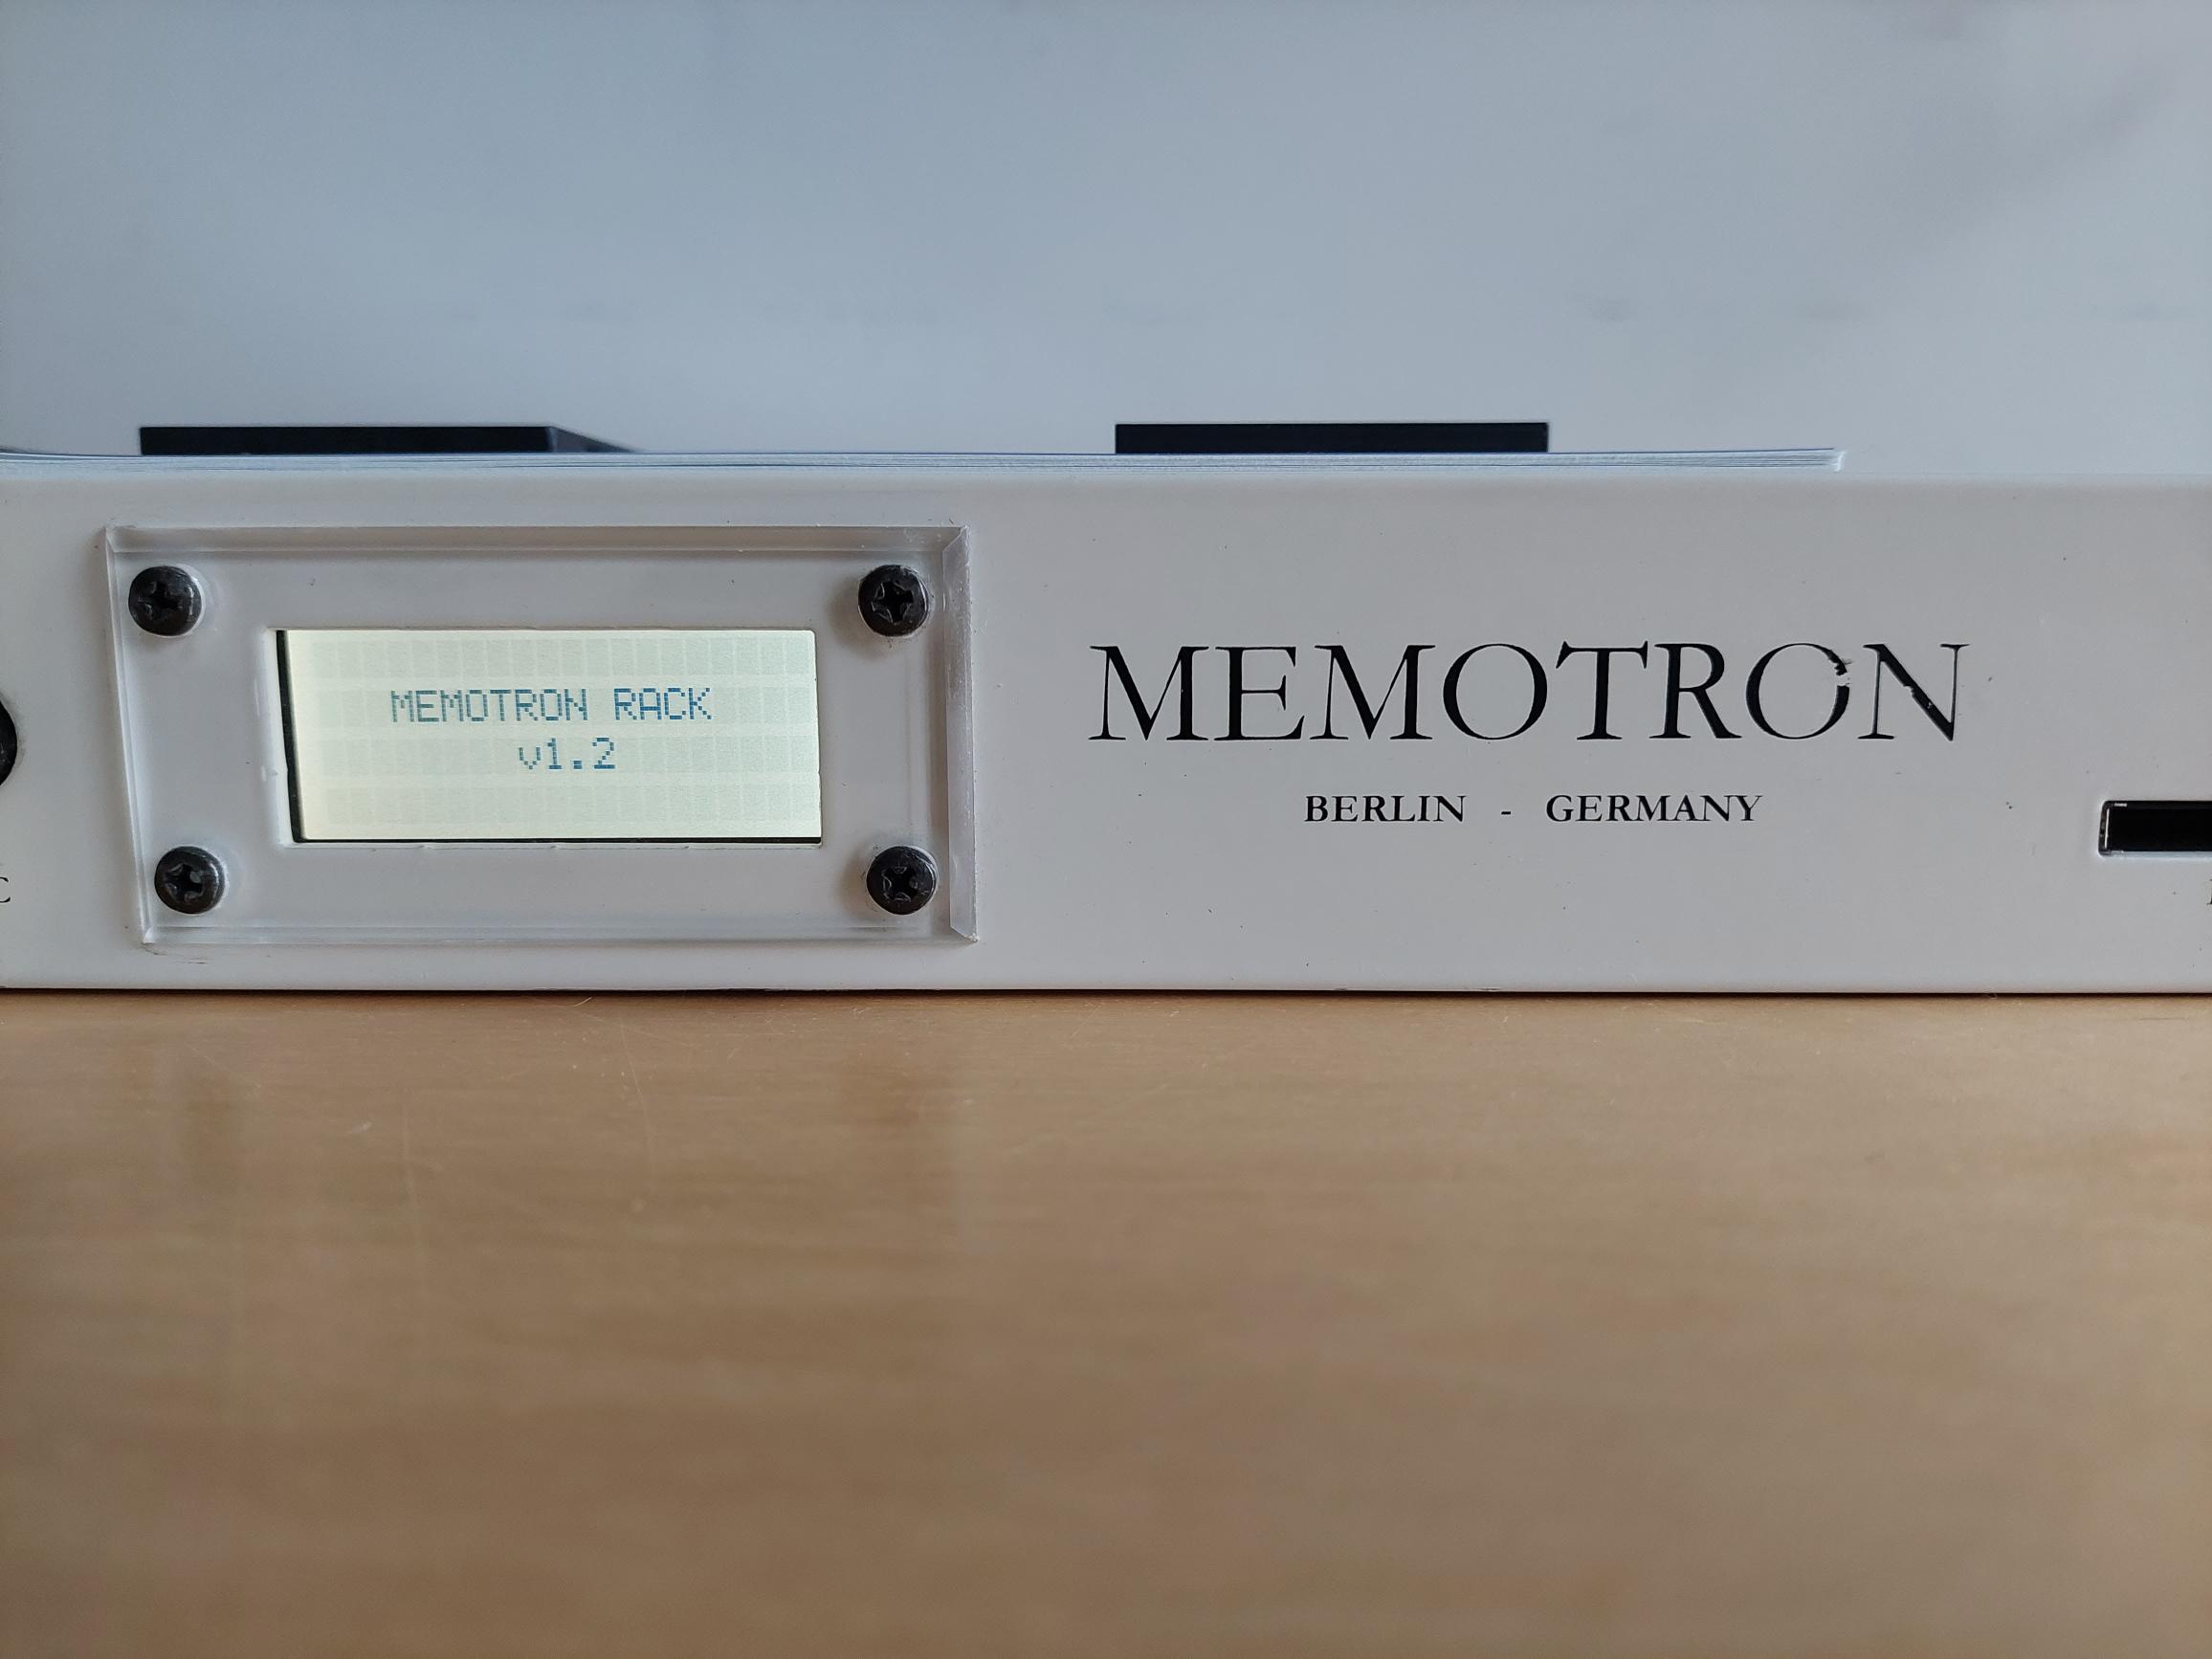 MEMOTRON RACK
v1.2
MEMOTRON
BERLIN - GERMANY
C